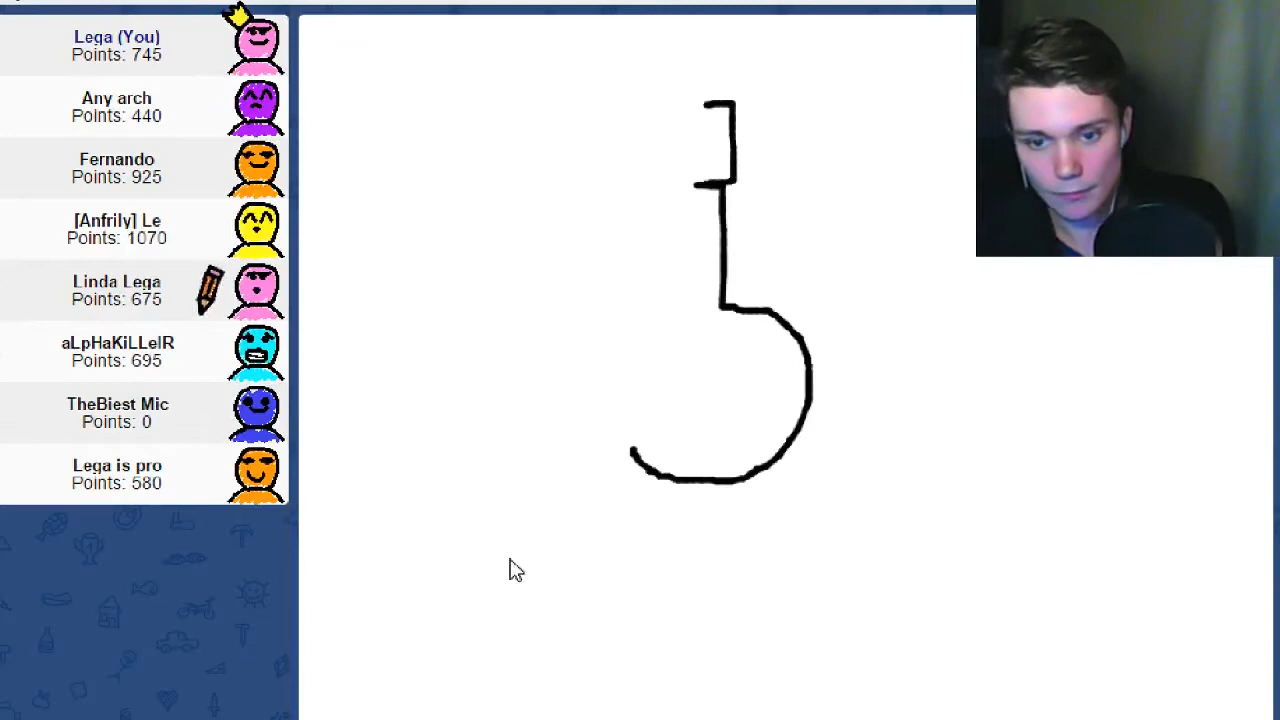 Lega (You)
Points: 745
Any arch
Points: 440
Fernando
Points: 925
[Anfrily] Le
Points: 1070
Linda Lega
Points: 675
aLpHaKiLLeIR
Points: 695
TheBiest Mic
Points: 0
Lega is pro
Points: 580